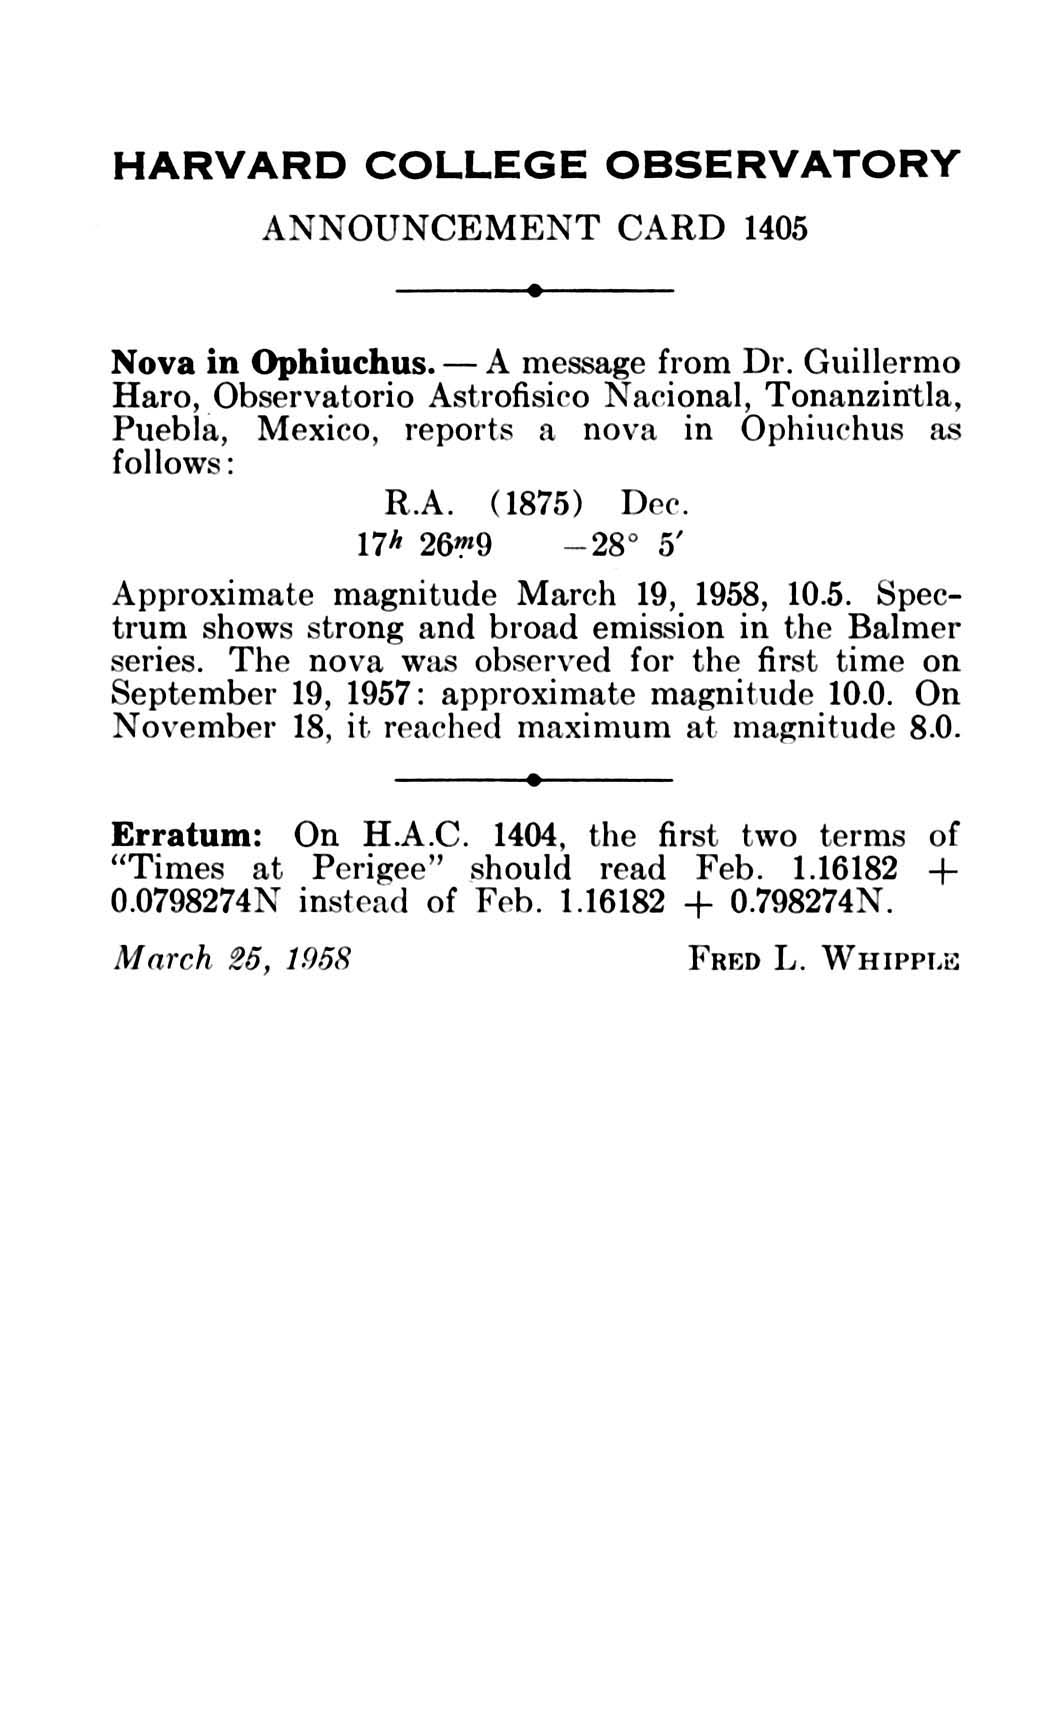 HARVARD COLLEGE OBSERVATORY
ANNOUNCEMENT CARD 1405
Nova in Ophiuchus. — A message from Dr. Guillermo
Haro, Observatorio Astrofisico Nacional, Tonanzintla,
Puebla, Mexico, reports a nova in Ophiuchus as
follows:
R.A. (1875) Dec.
17h 26m.9 −28° 5′
Approximate magnitude March 19, 1958, 10.5. Spec-
trum shows strong and broad emission in the Balmer
series. The nova was observed for the first time on
September 19, 1957: approximate magnitude 10.0. On
November 18, it reached maximum at magnitude 8.0.
Erratum: On H.A.C. 1404, the first two terms of
“Times at Perigee” should read Feb. 1.16182 +
0.0798274N instead of Feb. 1.16182 + 0.798274N.
March 25, 1958 FRED L. WHIPPLE